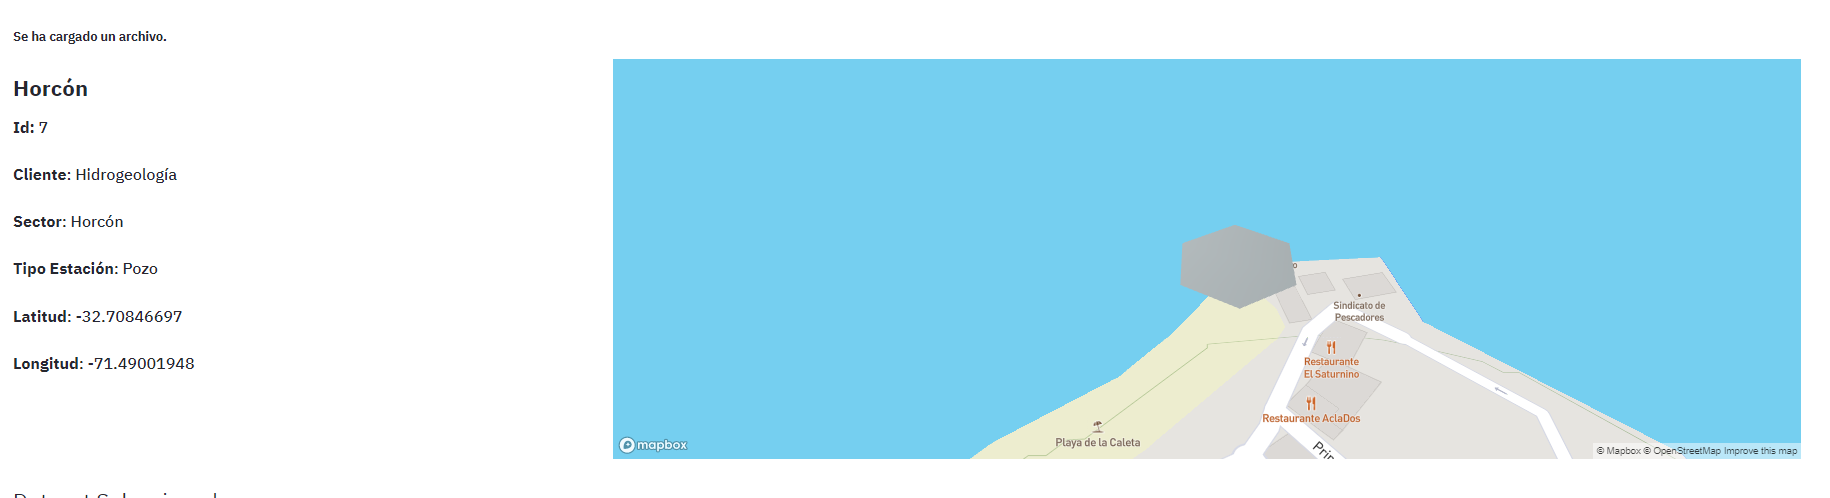 Se ha cargado un archivo.
Horcón
Id: 7
Cliente: Hidrogeología
Sector: Horcón
Tipo Estación: Pozo
Latitud: -32.70846697
Longitud: -71.49001948
Sindicato de
Pescadores
Restaurante
El Saturnino
Restaurante AclaDos
Playa de la Caleta
mapbox
© Mapbox © OpenStreetMap Improve this map